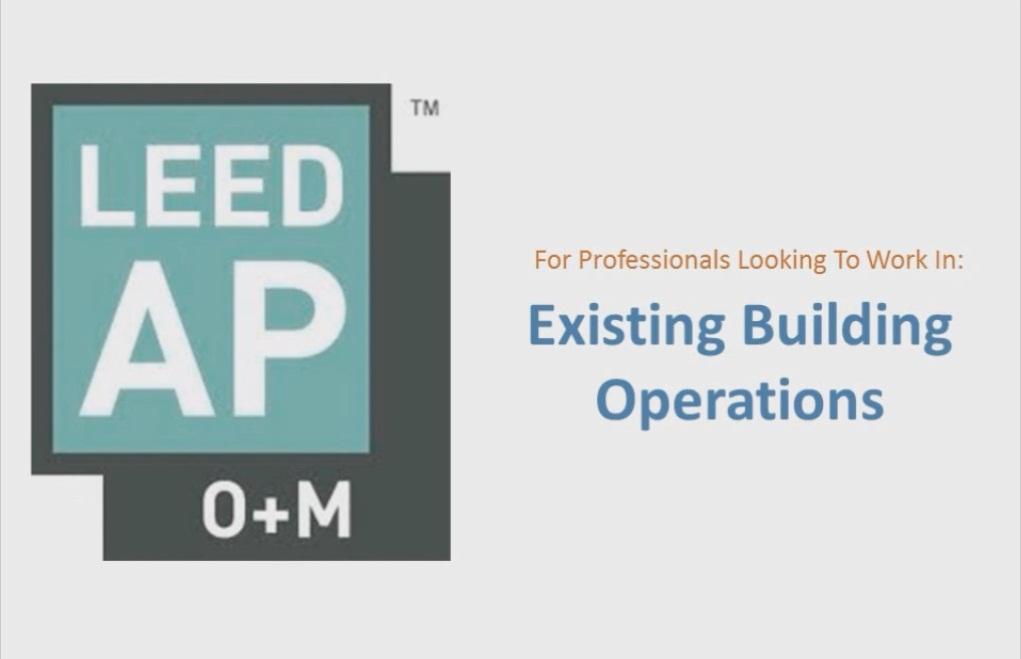 LEED
AP
O+M
TM
For Professionals Looking To Work In:
Existing Building
Operations